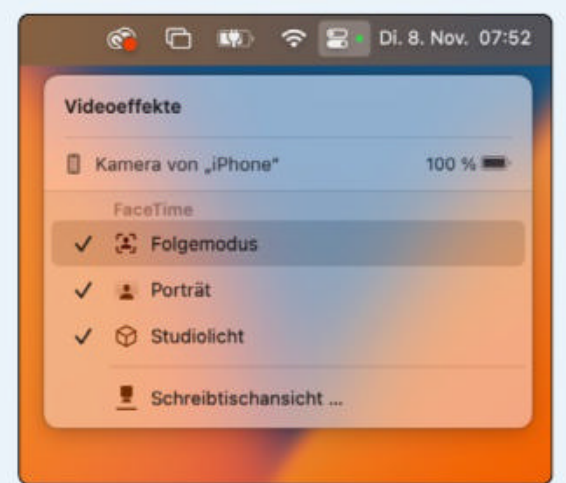 Di. 8. Nov. 07:52
Videoeffekte
Kamera von „iPhone“ 100 %
FaceTime
Folgemodus
Porträt
Studiolicht
Schreibtischansicht ...